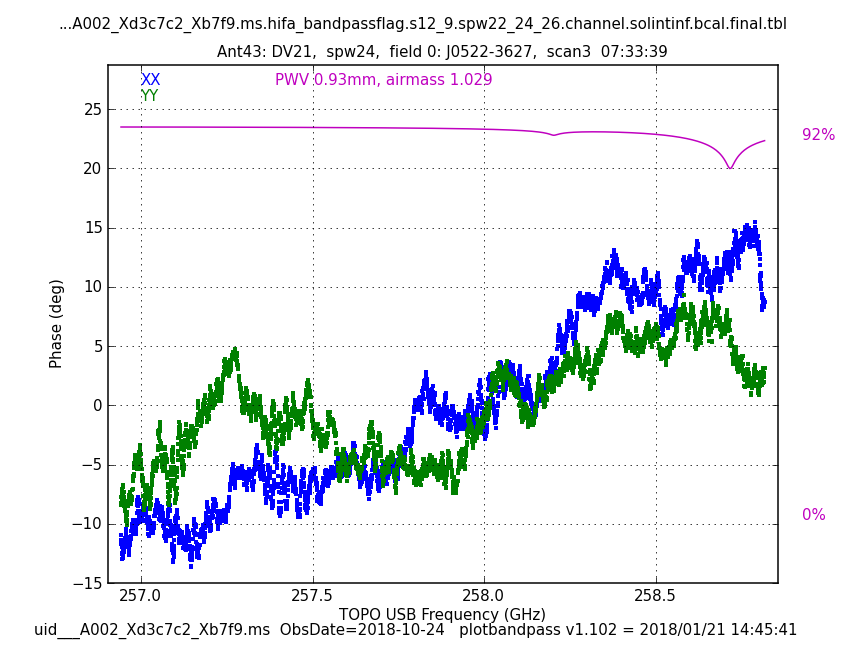 ...A002_Xd3c7c2_Xb7f9.ms.hifa_bandpassflag.s12_9.spw22_24_26.channel.solintinf.bcal.final.tbl
Ant43: DV21, spw24, field 0: J0522-3627, scan3 07:33:39
XX
PWV 0.93mm, airmass 1.029
YY
25
92%
20
15
10
Phase (deg)
5
0
−5
−10
0%
−15
257.0
257.5
258.0
258.5
TOPO USB Frequency (GHz)
uid___A002_Xd3c7c2_Xb7f9.ms ObsDate=2018-10-24 plotbandpass v1.102 = 2018/01/21 14:45:41